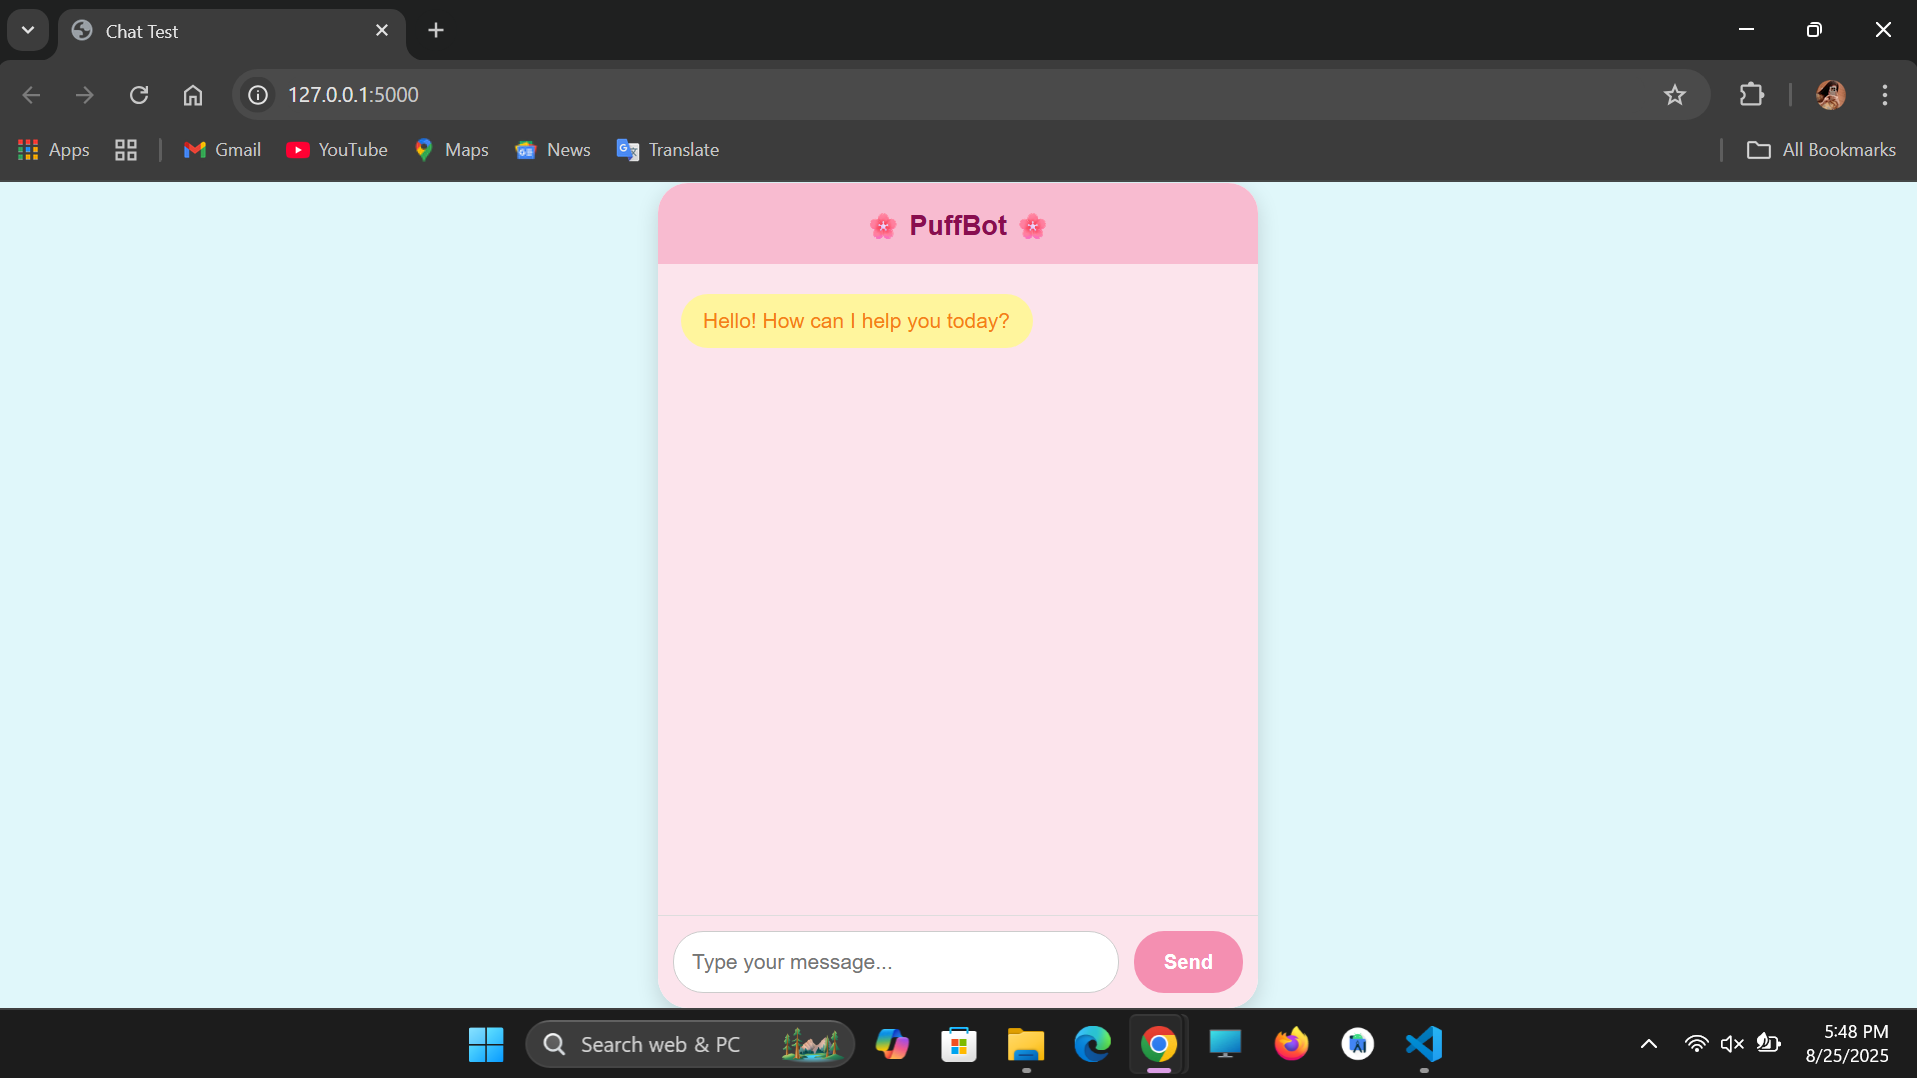 Chat Test
127.0.0.1:5000
Apps
Gmail
YouTube
Maps
News
Translate
All Bookmarks
🌸 PuffBot 🌸
Hello! How can I help you today?
Type your message...
Send
Search web & PC
5:48 PM
8/25/2025